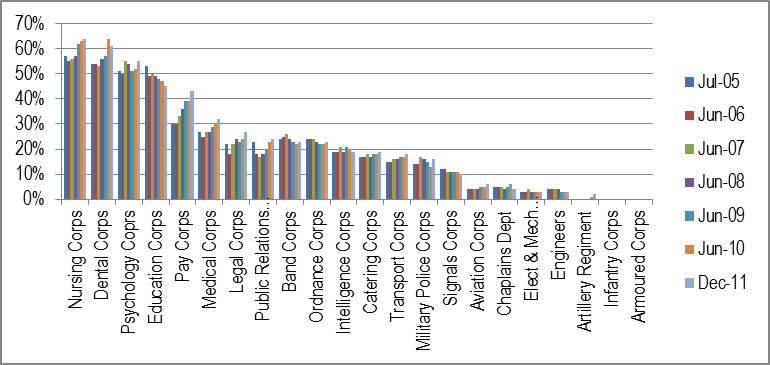 70%
60%
50%
40%
30%
20%
10%
0%
Nursing Corps
Dental Corps
Psychology Coprs
Education Corps
Pay Corps
Medical Corps
Legal Corps
Public Relations…
Band Corps
Ordnance Corps
Intelligence Corps
Catering Corps
Transport Corps
Military Police Corps
Signals Corps
Aviation Corps
Chaplains Dept
Elect & Mech…
Engineers
Artillery Regiment
Infantry Corps
Armoured Corps
Jul-05
Jun-06
Jun-07
Jun-08
Jun-09
Jun-10
Dec-11